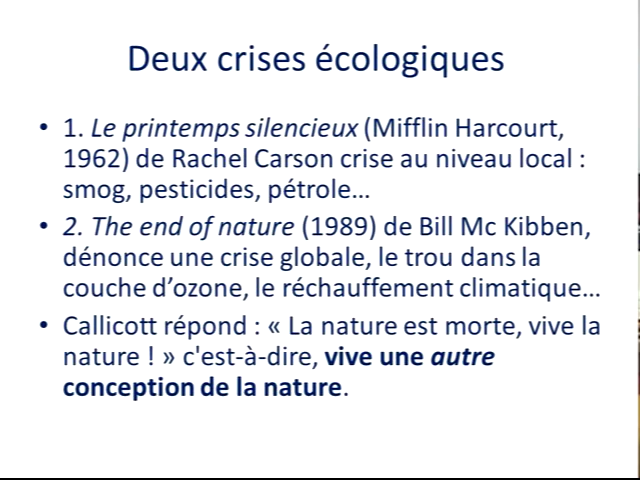 Deux crises écologiques
• 1. Le printemps silencieux (Mifflin Harcourt,
1962) de Rachel Carson crise au niveau local :
smog, pesticides, pétrole…
• 2. The end of nature (1989) de Bill Mc Kibben,
dénonce une crise globale, le trou dans la
couche d’ozone, le réchauffement climatique…
• Callicott répond : « La nature est morte, vive la
nature ! » c'est-à-dire, vive une autre
conception de la nature.